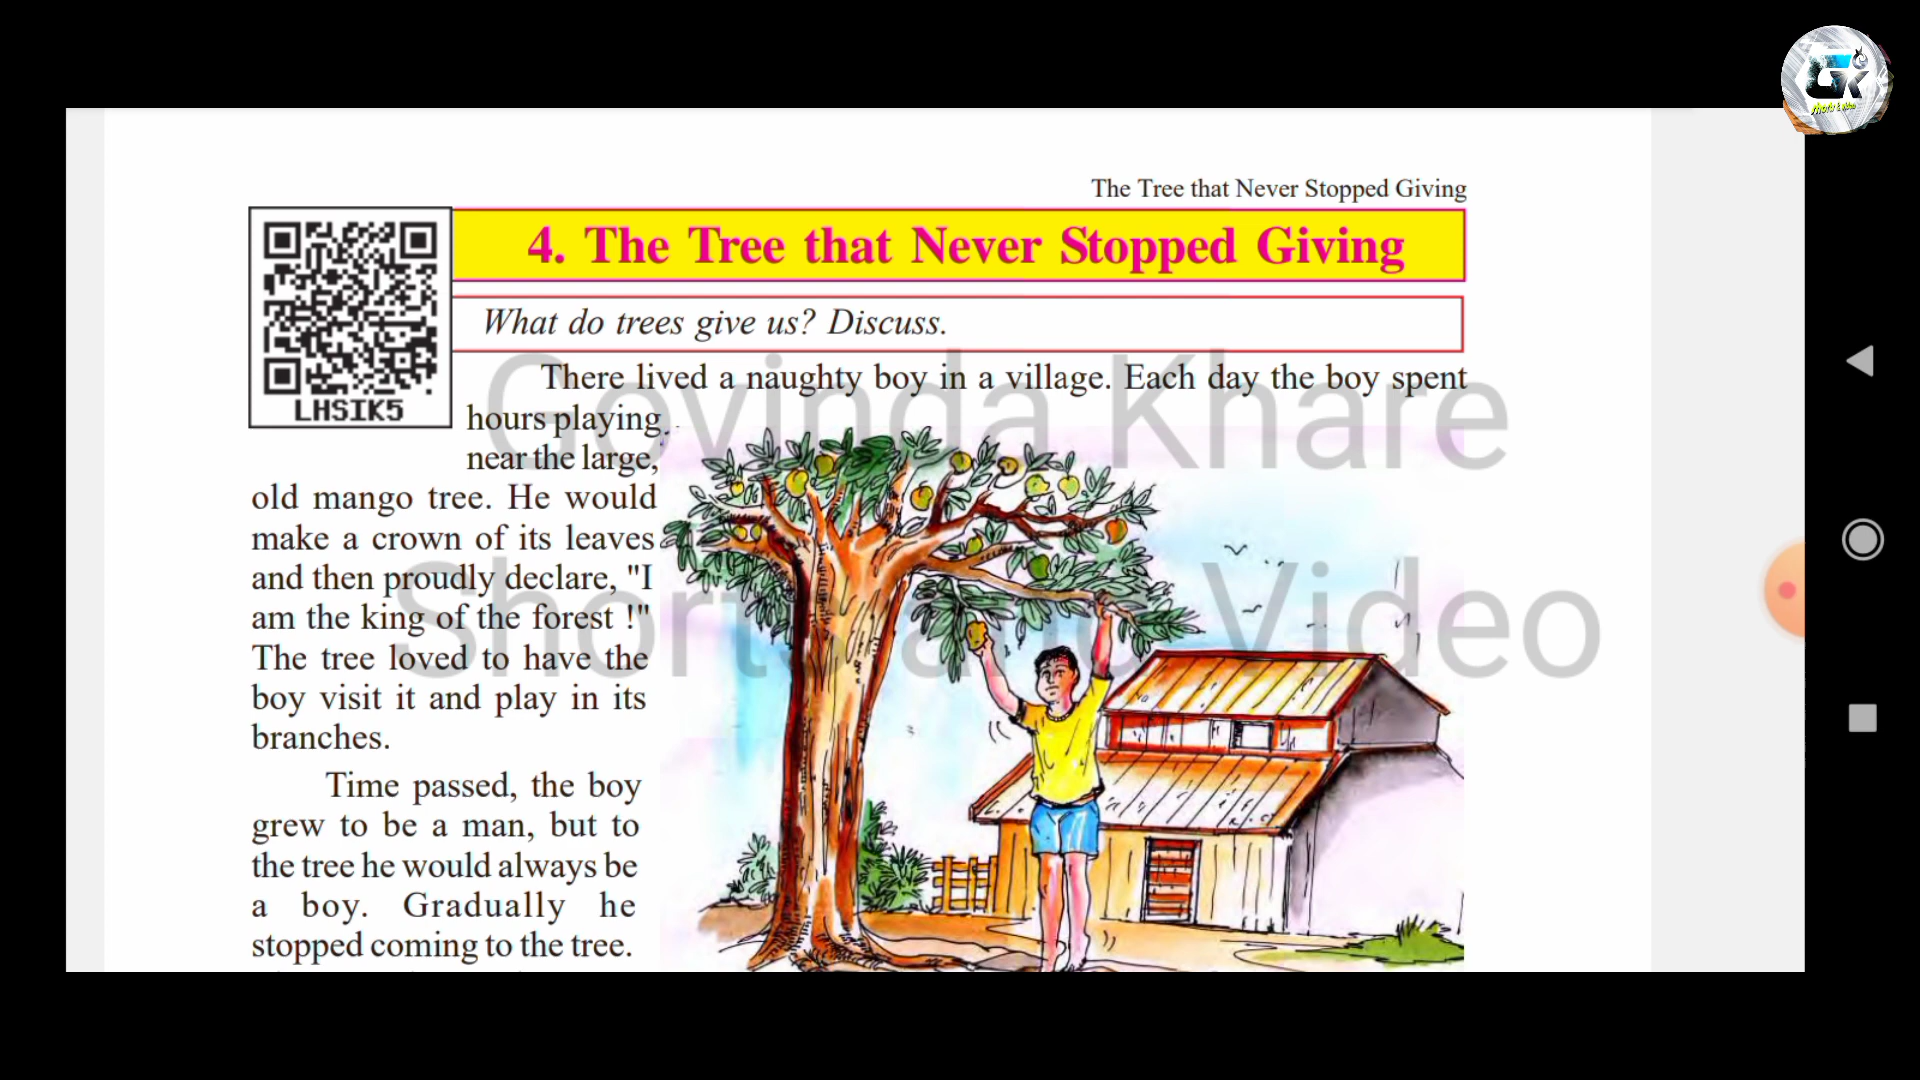 The Tree that Never Stopped Giving
4. The Tree that Never Stopped Giving
What do trees give us? Discuss.
LHSIK5
There lived a naughty boy in a village. Each day the boy spent
hours playing
near the large,
old mango tree. He would
make a crown of its leaves
and then proudly declare, "I
am the king of the forest !"
The tree loved to have the
boy visit it and play in its
branches.
Time passed, the boy
grew to be a man, but to
the tree he would always be
a boy. Gradually he
stopped coming to the tree.
Govinda Khare
Shorts and Video